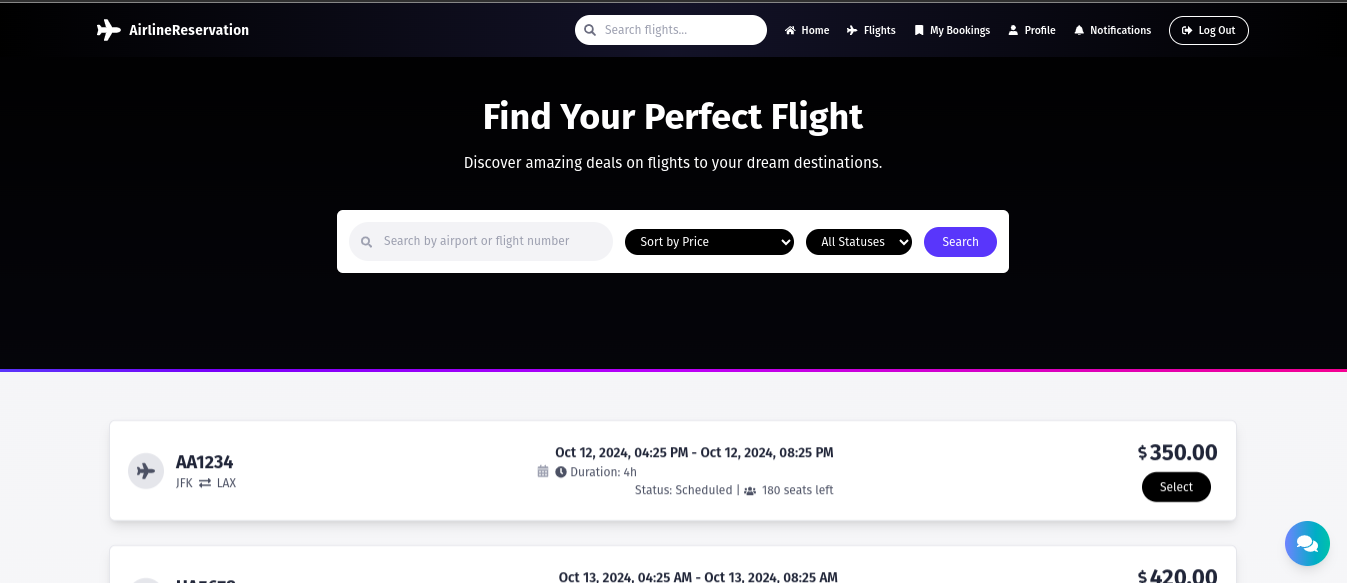 AirlineReservation
Search flights...
Home
Flights
My Bookings
Profile
Notifications
Log Out
Find Your Perfect Flight
Discover amazing deals on flights to your dream destinations.
Search by airport or flight number
Sort by Price
All Statuses
Search
AA1234
JFK LAX
Oct 12, 2024, 04:25 PM - Oct 12, 2024, 08:25 PM
Duration: 4h
Status: Scheduled | 180 seats left
$350.00
Select
Oct 13, 2024, 04:25 AM - Oct 13, 2024, 08:25 AM
$420.00